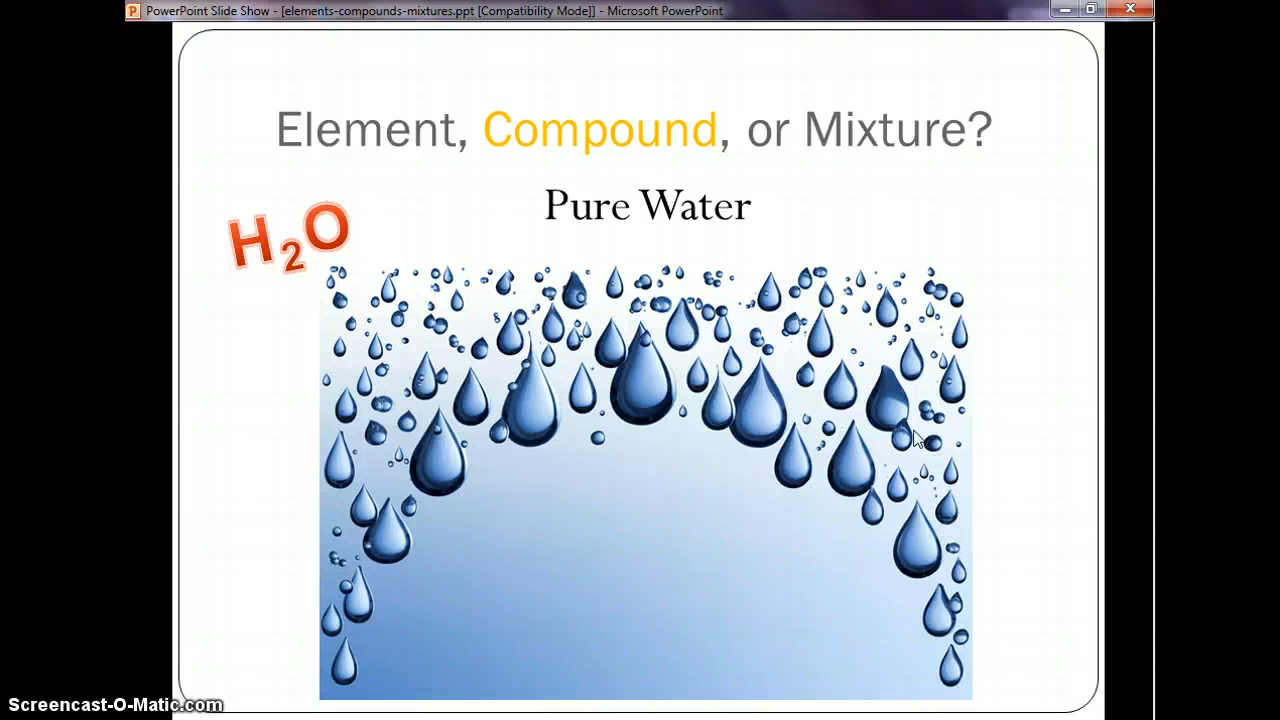 PowerPoint Slide Show - [elements-compounds-mixtures.ppt [Compatibility Mode]] - Microsoft PowerPoint
Element, Compound, or Mixture?
Pure Water
H₂O
Screencast-O-Matic.com